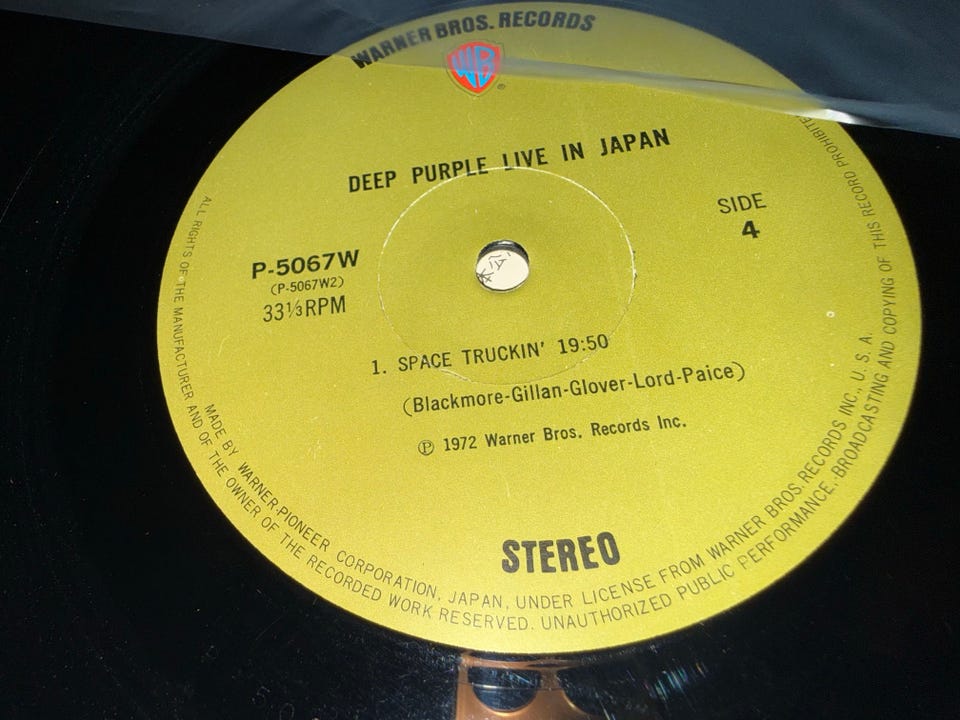 WARNER BROS. RECORDS
WB
®
DEEP PURPLE LIVE IN JAPAN
SIDE
4
P-5067W
(P-5067W2)
33⅓RPM
1. SPACE TRUCKIN' 19:50
(Blackmore-Gillan-Glover-Lord-Paice)
Ⓟ 1972 Warner Bros. Records Inc.
STEREO
MADE BY WARNER-PIONEER CORPORATION, JAPAN, UNDER LICENSE FROM WARNER BROS. RECORDS INC., U. S. A.
ALL RIGHTS OF THE MANUFACTURER AND OF THE OWNER OF THE RECORDED WORK RESERVED. UNAUTHORIZED PUBLIC PERFORMANCE, BROADCASTING AND COPYING OF THIS RECORD PROHIBITED